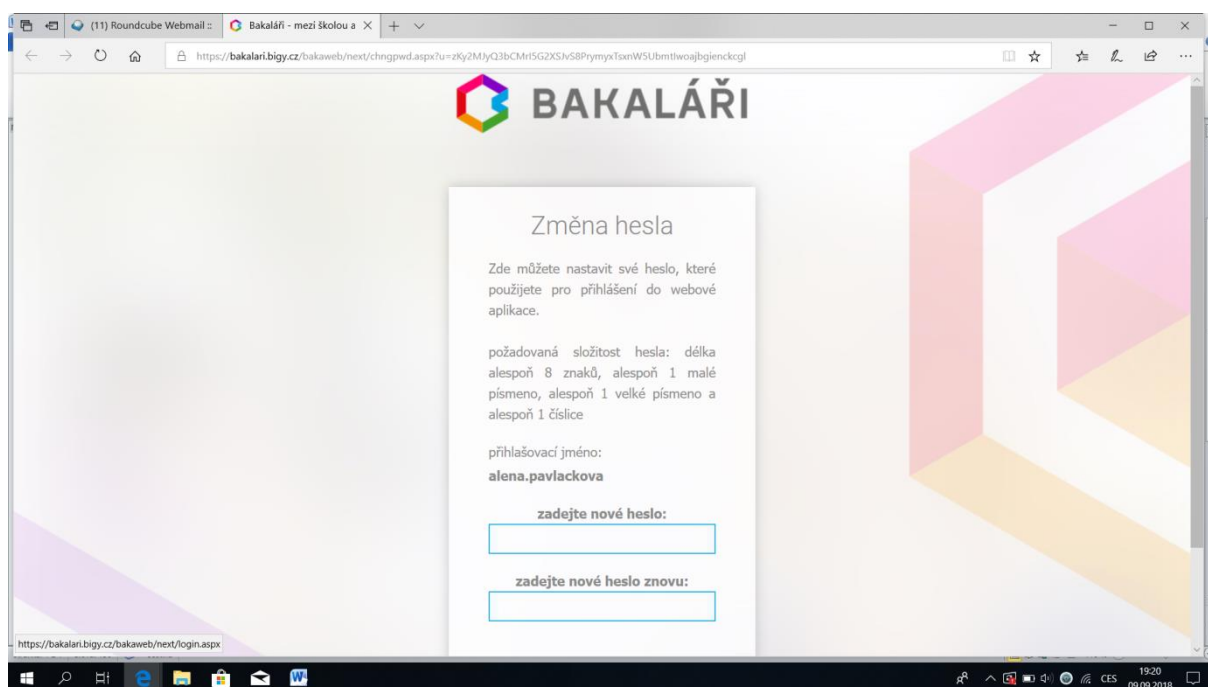 (11) Roundcube Webmail ::
Bakaláři - mezi školou a
https://bakalari.bigy.cz/bakaweb/next/chngpwd.aspx?u=
BAKALÁŘI
Změna hesla
Zde můžete nastavit své heslo, které
použijete pro přihlášení do webové
aplikace.
požadovaná složitost hesla: délka
alespoň 8 znaků, alespoň 1 malé
písmeno, alespoň 1 velké písmeno a
alespoň 1 číslice
přihlašovací jméno:
alena.pavlackova
zadejte nové heslo:
zadejte nové heslo znovu:
https://bakalari.bigy.cz/bakaweb/next/login.aspx
CES
19:20
09.09.2018